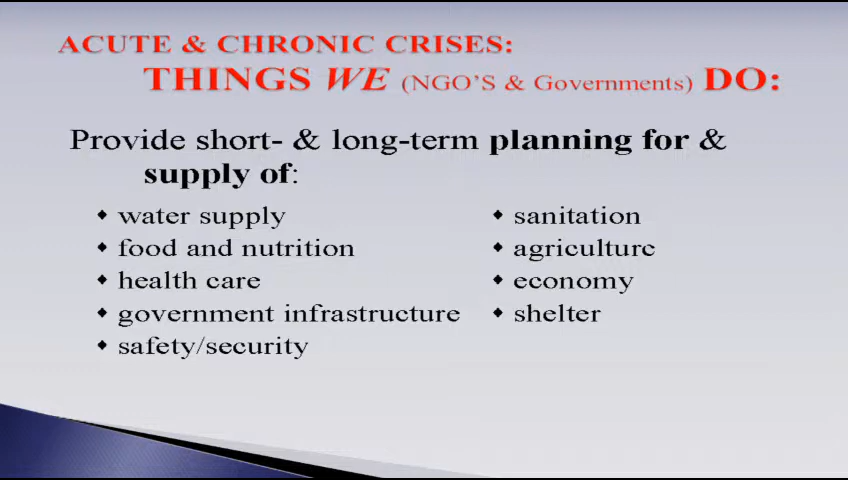 ACUTE & CHRONIC CRISES:
THINGS WE (NGO'S & Governments) DO:
Provide short- & long-term planning for &
supply of:
◆ water supply
◆ food and nutrition
◆ health care
◆ government infrastructure
◆ safety/security
◆ sanitation
◆ agriculture
◆ economy
◆ shelter